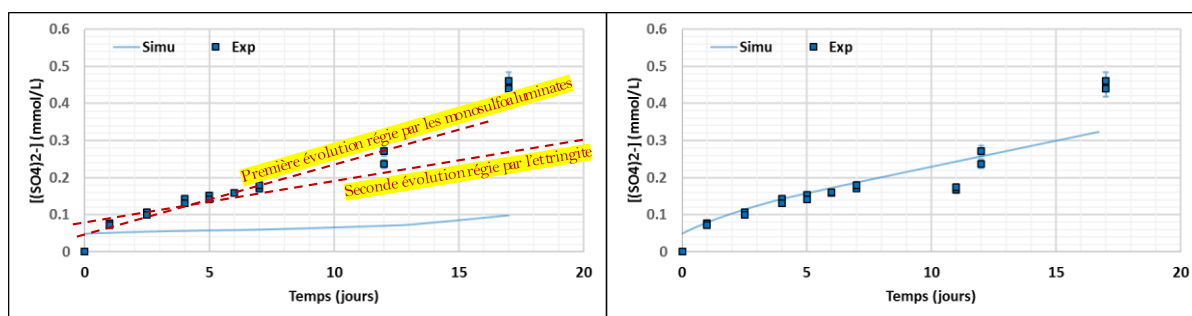 0.6
0.5
0.4
0.3
0.2
0.1
0
[(SO4)2-] (mmol/L)
Simu Exp
Première évolution régie par les monosulfoaluminates
Seconde évolution régie par l'ettringite
0 5 10 15 20
Temps (jours)
0.6
0.5
0.4
0.3
0.2
0.1
0
[(SO4)2-] (mmol/L)
Simu Exp
0 5 10 15 20
Temps (jours)